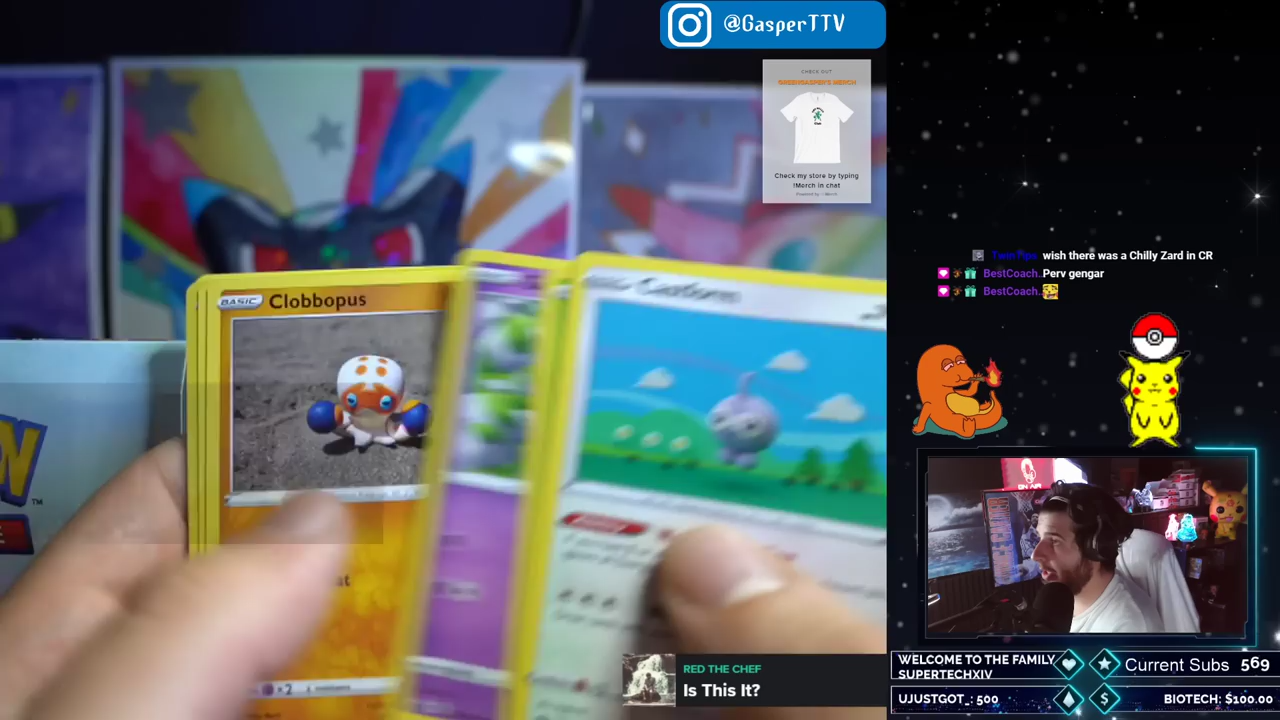 @GasperTTV
CHECK OUT
Check my store by typing
!Merch in chat
BASIC Clobbopus
×2
TwinTips wish there was a Chilly Zard in CR
BestCoach.. Perv gengar
BestCoach..
RED THE CHEF
Is This It?
WELCOME TO THE FAMILY
SUPERTECHXIV
Current Subs 569
UJUSTGOT_: 500
BIOTECH: $100.00